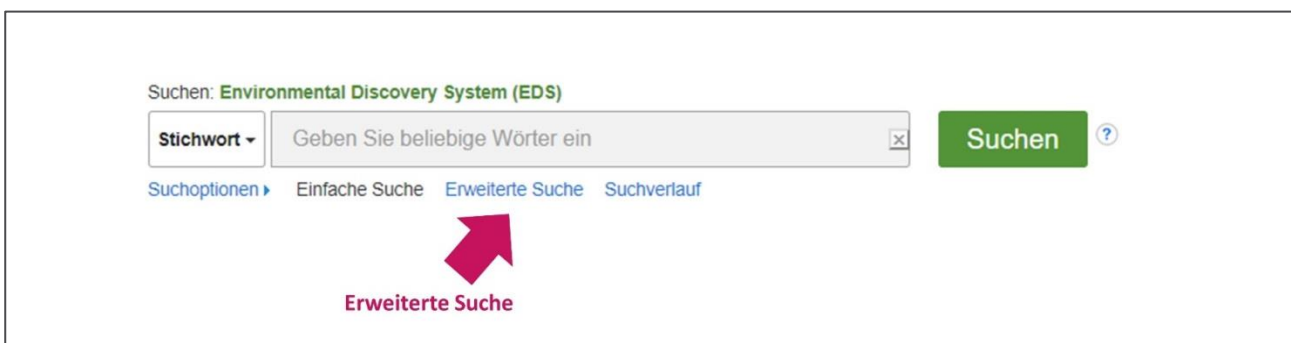 Suchen: Environmental Discovery System (EDS)
Stichwort Geben Sie beliebige Wörter ein Suchen ?
Suchoptionen Einfache Suche Erweiterte Suche Suchverlauf
Erweiterte Suche